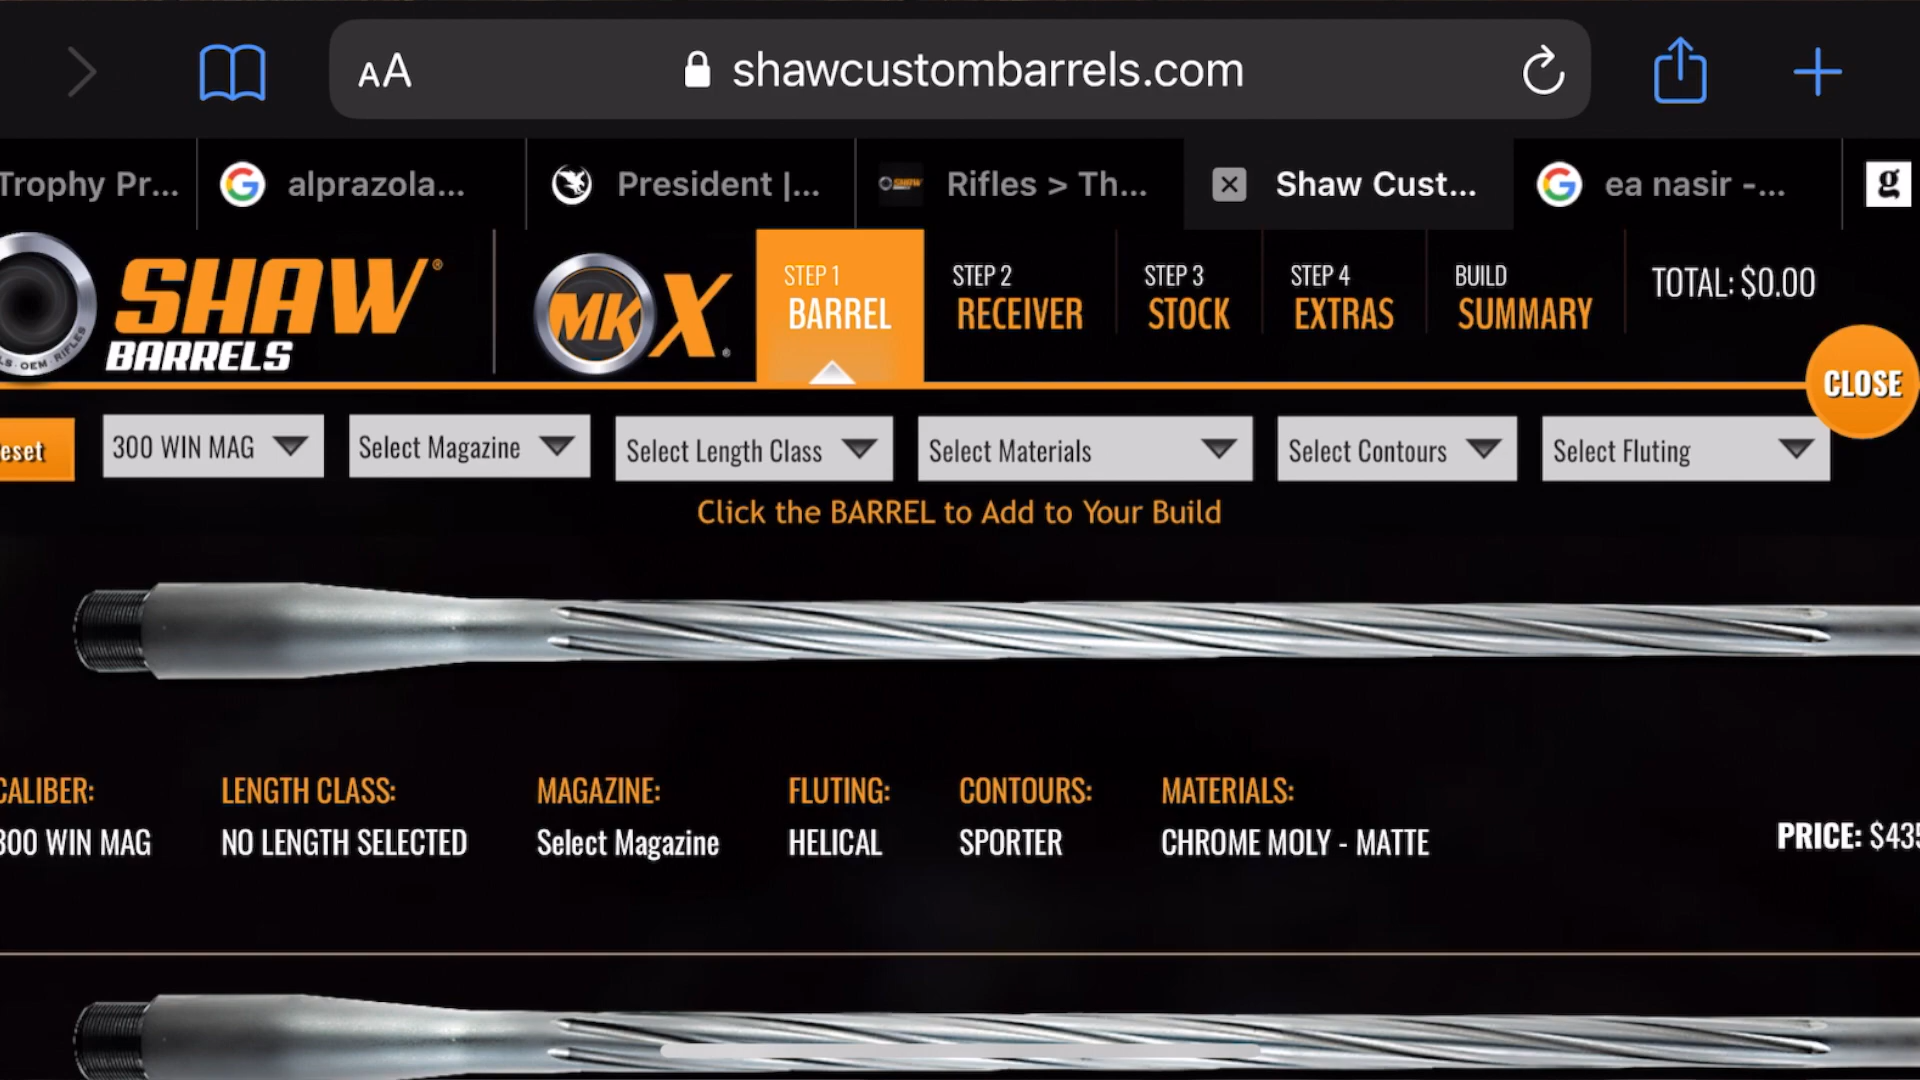 AA shawcustombarrels.com
Trophy Pr... alprazola... President |... Rifles > Th... Shaw Cust... ea nasir -... g
SHAW®
BARRELS
MKX®
STEP 1
BARREL
STEP 2
RECEIVER
STEP 3
STOCK
STEP 4
EXTRAS
BUILD
SUMMARY
TOTAL: $0.00
CLOSE
eset 300 WIN MAG Select Magazine Select Length Class Select Materials Select Contours Select Fluting
Click the BARREL to Add to Your Build
CALIBER: LENGTH CLASS: MAGAZINE: FLUTING: CONTOURS: MATERIALS:
300 WIN MAG NO LENGTH SELECTED Select Magazine HELICAL SPORTER CHROME MOLY - MATTE PRICE: $435